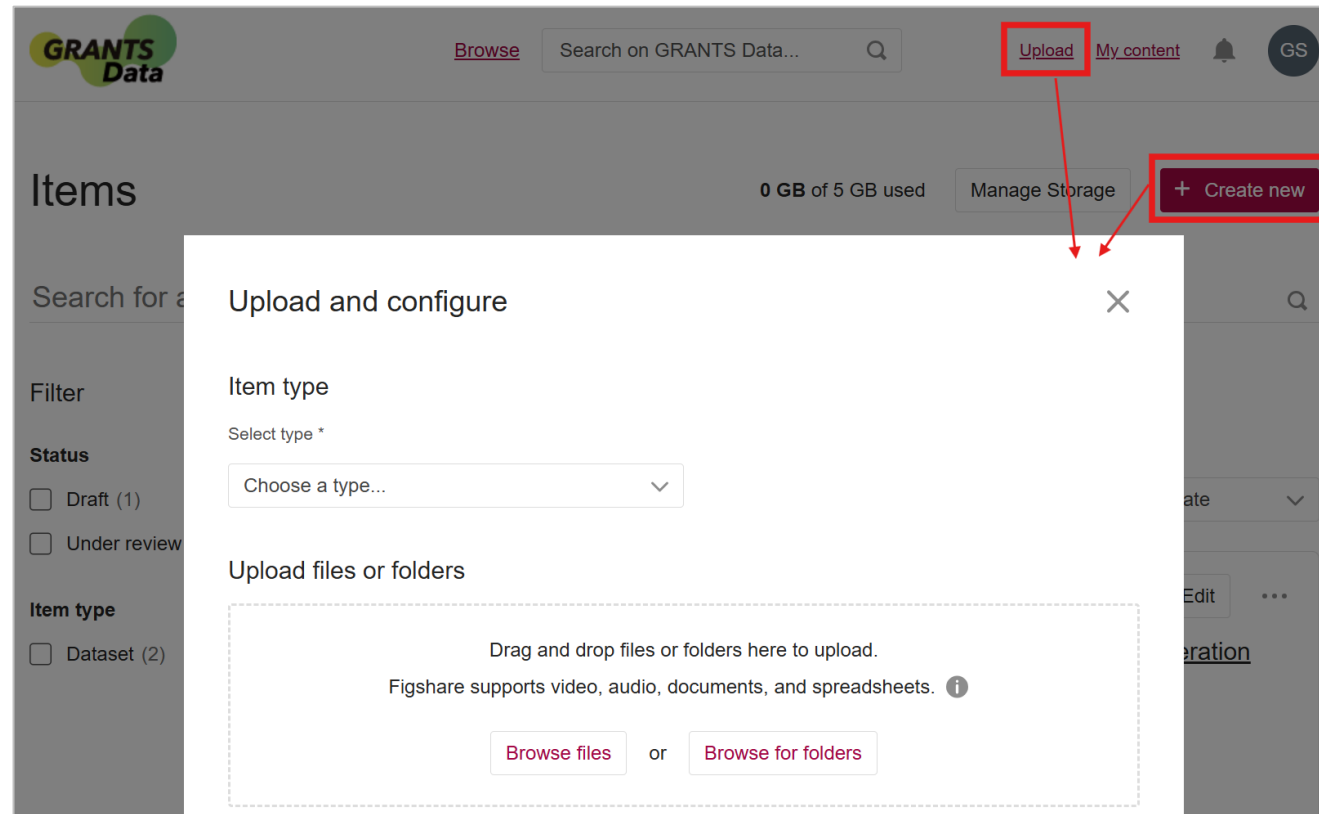 GRANTS
Data
Browse
Search on GRANTS Data...
Upload
My content
GS
Items
0 GB of 5 GB used
Manage Storage
+ Create new
Search for a
Upload and configure
Filter
Item type
Select type *
Status
Choose a type...
Draft (1)
ate
Under review
Upload files or folders
Item type
Edit
Dataset (2)
Drag and drop files or folders here to upload.
eration
Figshare supports video, audio, documents, and spreadsheets.
Browse files
or
Browse for folders